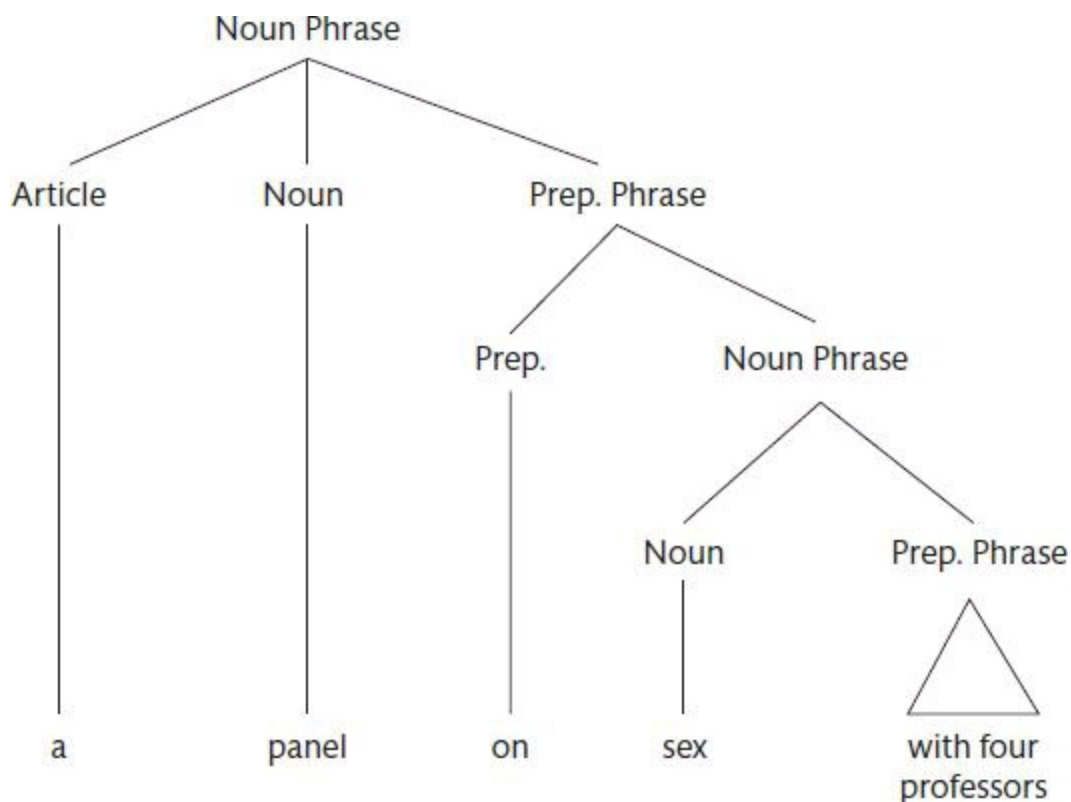 Noun Phrase
Article Noun Prep. Phrase
Prep. Noun Phrase
Noun Prep. Phrase
a panel on sex with four
professors